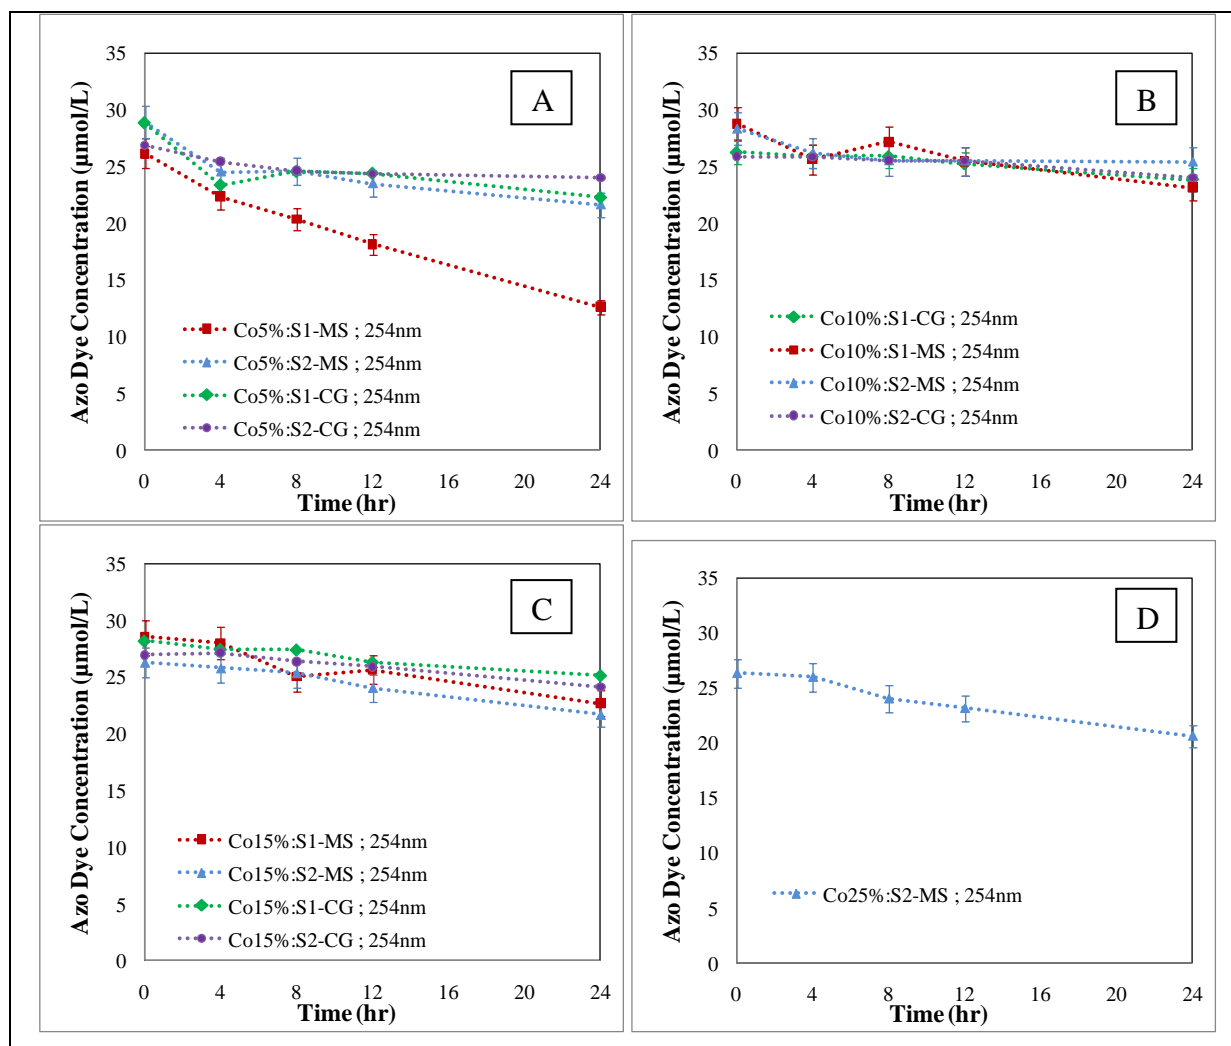 A
Azo Dye Concentration (µmol/L)
35
30
25
20
15
10
5
0
Co5%:S1-MS ; 254nm
Co5%:S2-MS ; 254nm
Co5%:S1-CG ; 254nm
Co5%:S2-CG ; 254nm
0 4 8 12 16 20 24
Time (hr)
B
Azo Dye Concentration (µmol/L)
35
30
25
20
15
10
5
0
Co10%:S1-CG ; 254nm
Co10%:S1-MS ; 254nm
Co10%:S2-MS ; 254nm
Co10%:S2-CG ; 254nm
0 4 8 12 16 20 24
Time (hr)
C
Azo Dye Concentration (µmol/L)
35
30
25
20
15
10
5
0
Co15%:S1-MS ; 254nm
Co15%:S2-MS ; 254nm
Co15%:S1-CG ; 254nm
Co15%:S2-CG ; 254nm
0 4 8 12 16 20 24
Time (hr)
D
Azo Dye Concentration (µmol/L)
35
30
25
20
15
10
5
0
Co25%:S2-MS ; 254nm
0 4 8 12 16 20 24
Time (hr)